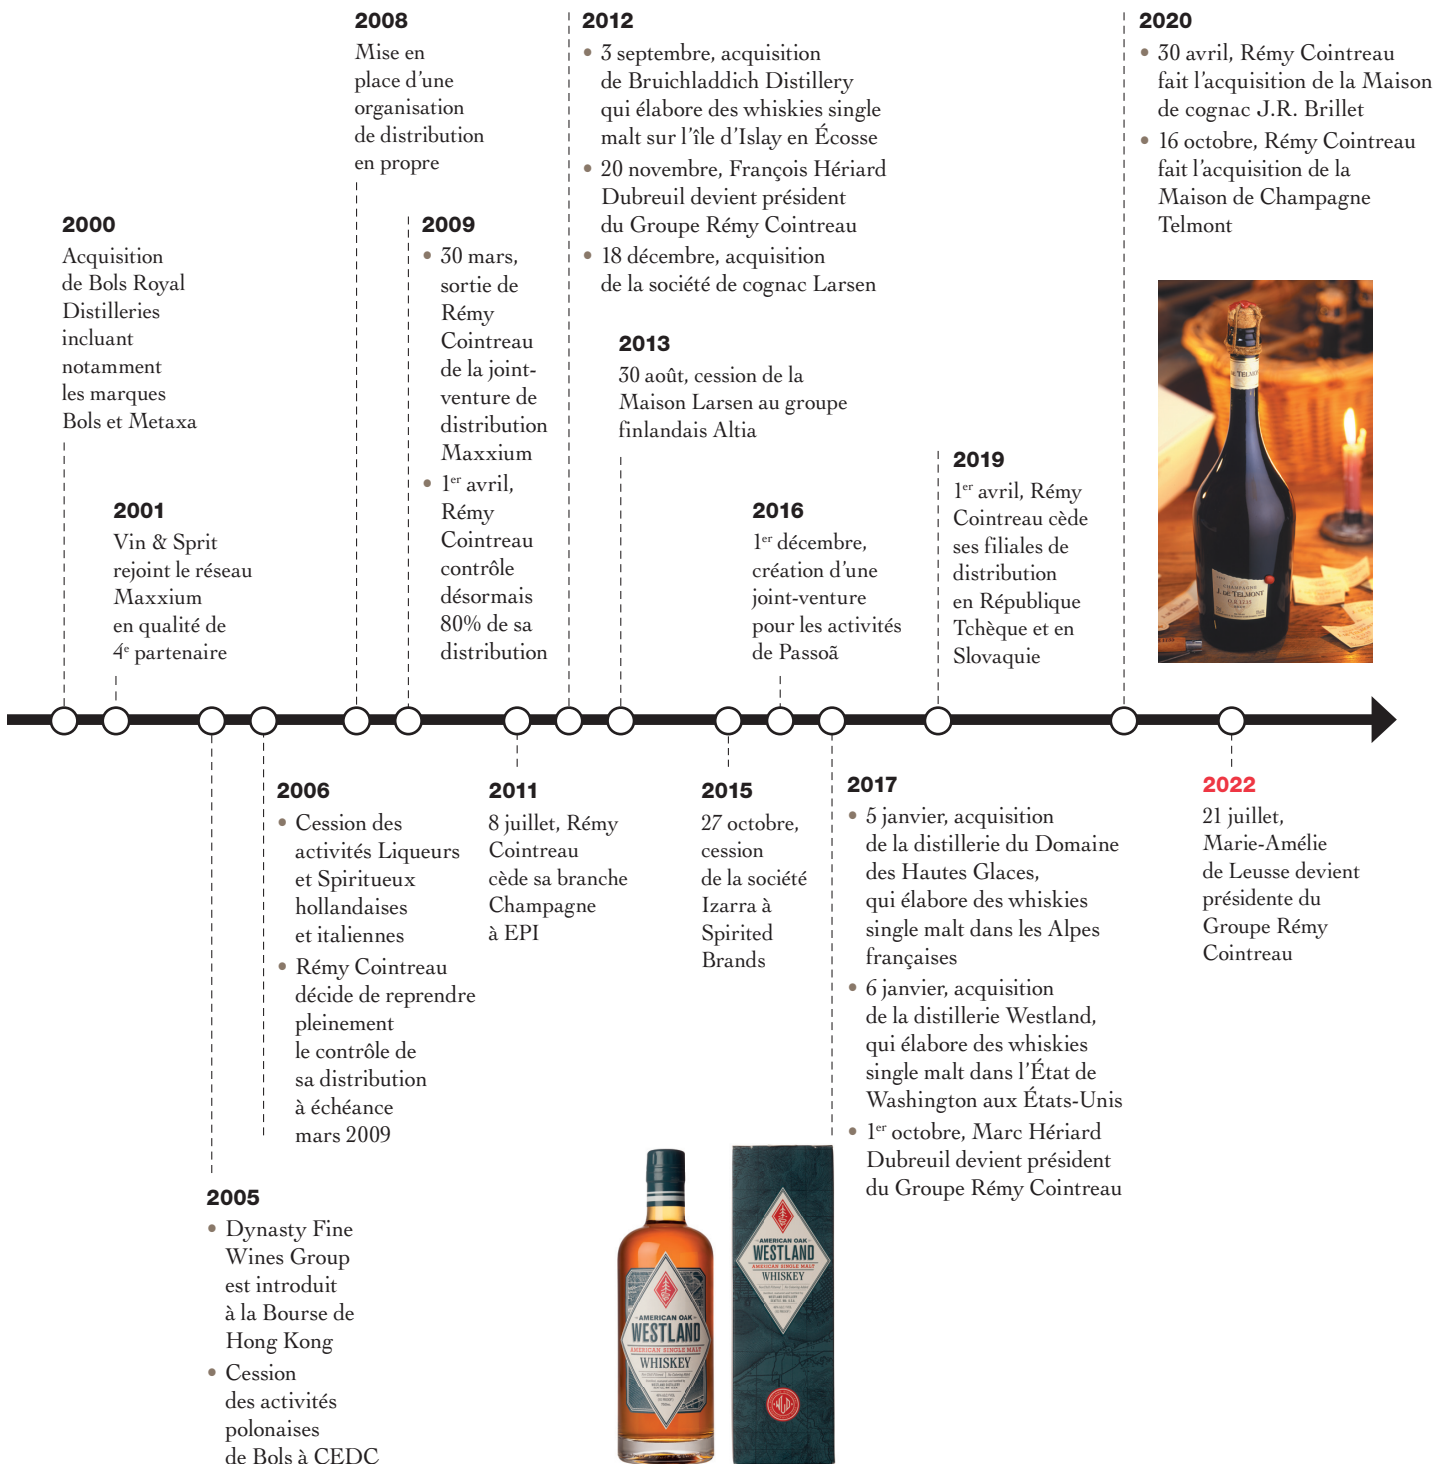 2008
Mise en
place d'une
organisation
de distribution
en propre
2012
• 3 septembre, acquisition
de Bruichladdich Distillery
qui élabore des whiskies single
malt sur l'île d'Islay en Écosse
• 20 novembre, François Hériard
Dubreuil devient président
du Groupe Rémy Cointreau
• 18 décembre, acquisition
de la société de cognac Larsen
2020
• 30 avril, Rémy Cointreau
fait l'acquisition de la Maison
de cognac J.R. Brillet
• 16 octobre, Rémy Cointreau
fait l'acquisition de la
Maison de Champagne
Telmont
2000
Acquisition
de Bols Royal
Distilleries
incluant
notamment
les marques
Bols et Metaxa
2009
• 30 mars,
sortie de
Rémy
Cointreau
de la joint-
venture de
distribution
Maxxium
• 1er avril,
Rémy
Cointreau
contrôle
désormais
80% de sa
distribution
2013
30 août, cession de la
Maison Larsen au groupe
finlandais Altia
2001
Vin & Sprit
rejoint le réseau
Maxxium
en qualité de
4e partenaire
2016
1er décembre,
création d'une
joint-venture
pour les activités
de Passoã
2019
1er avril, Rémy
Cointreau cède
ses filiales de
distribution
en République
Tchèque et en
Slovaquie
CHAMPAGNE
J. DE TELMONT
2006
• Cession des
activités Liqueurs
et Spiritueux
hollandaises
et italiennes
• Rémy Cointreau
décide de reprendre
pleinement
le contrôle de
sa distribution
à échéance
mars 2009
2011
8 juillet, Rémy
Cointreau
cède sa branche
Champagne
à EPI
2015
27 octobre,
cession
de la société
Izarra à
Spirited
Brands
2017
• 5 janvier, acquisition
de la distillerie du Domaine
des Hautes Glaces,
qui élabore des whiskies
single malt dans les Alpes
françaises
• 6 janvier, acquisition
de la distillerie Westland,
qui élabore des whiskies
single malt dans l'État de
Washington aux États-Unis
• 1er octobre, Marc Hériard
Dubreuil devient président
du Groupe Rémy Cointreau
2022
21 juillet,
Marie-Amélie
de Leusse devient
présidente du
Groupe Rémy
Cointreau
2005
• Dynasty Fine
Wines Group
est introduit
à la Bourse de
Hong Kong
• Cession
des activités
polonaises
de Bols à CEDC
AMERICAN OAK
WESTLAND
AMERICAN SINGLE MALT
WHISKEY
AMERICAN OAK
WESTLAND
AMERICAN SINGLE MALT
WHISKEY